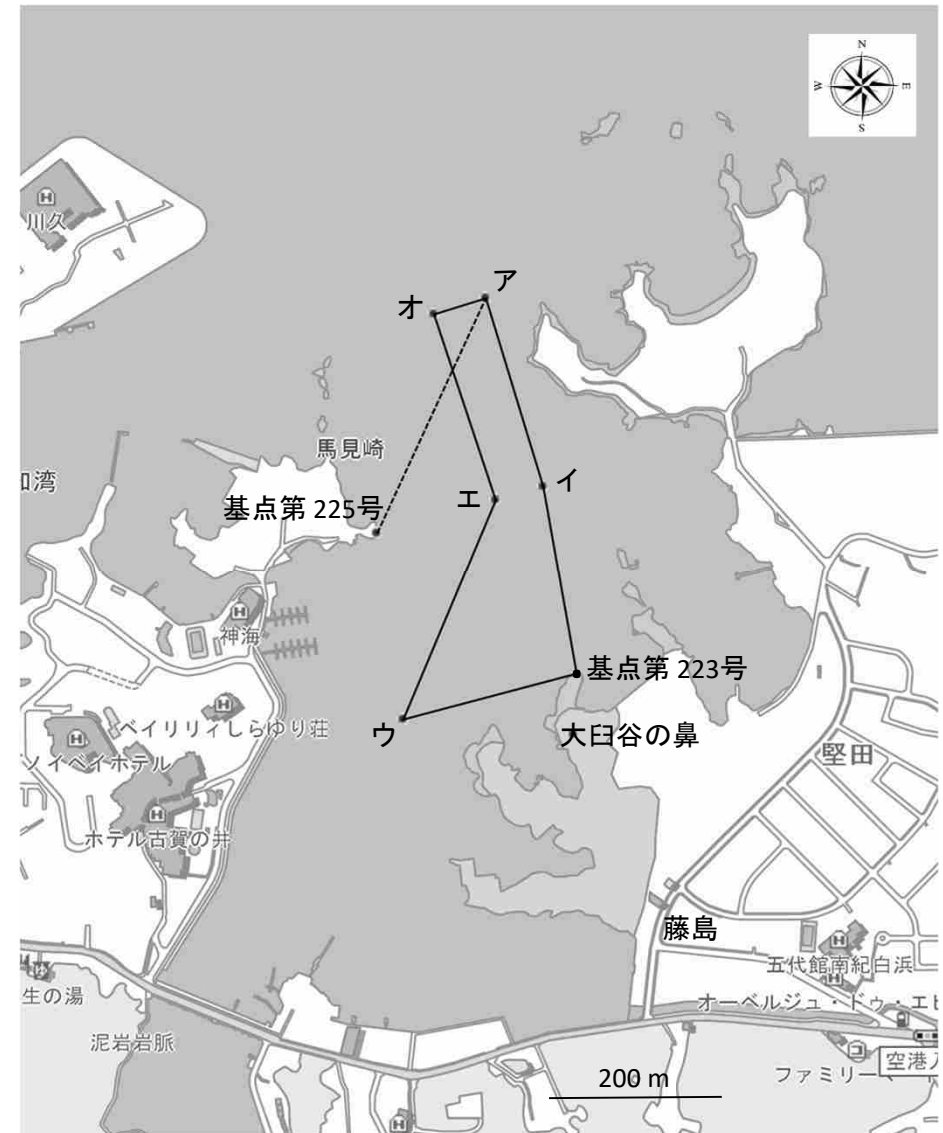 N
W
E
S
H
川久
ア
オ
馬見崎
和湾
基点第 225号
エ
イ
H
神海
基点第 223号
H
ベイリリィしらゆり荘
ウ
大臼谷の鼻
H
ノイベイホテル
堅田
H
ホテル古賀の井
藤島
H
五代館南紀白浜
H
生の湯
オーベルジュ・ドゥ・エ
泥岩岩脈
200 m
ファミリー
空港入
H